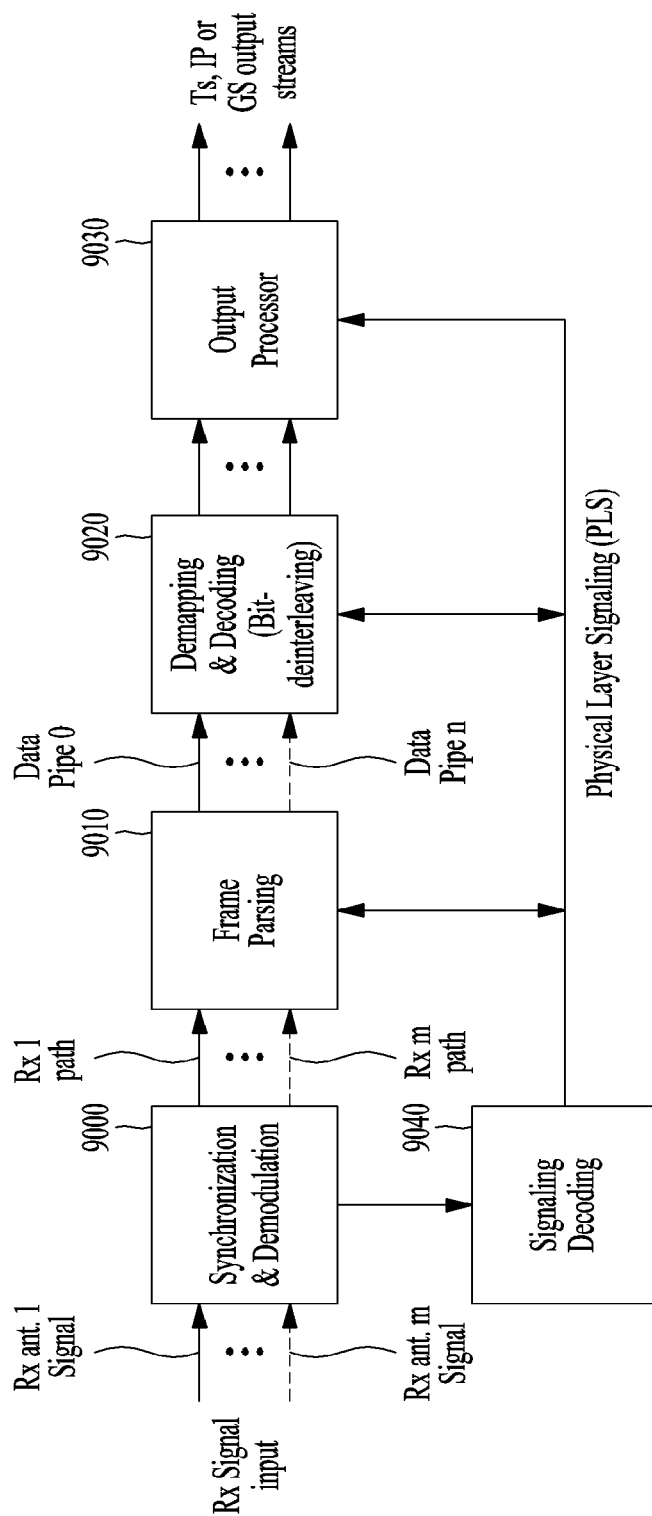 Rx Signal
input
Rx ant. 1
Signal
Rx ant. m
Signal
9000
Synchronization
& Demodulation
Rx 1
path
Rx m
path
9010
Frame
Parsing
Data
Pipe 0
Data
Pipe n
9020
Demapping
& Decoding
(Bit-
deinterleaving)
9030
Output
Processor
Ts, IP or
GS output
streams
9040
Signaling
Decoding
Physical Layer Signaling (PLS)